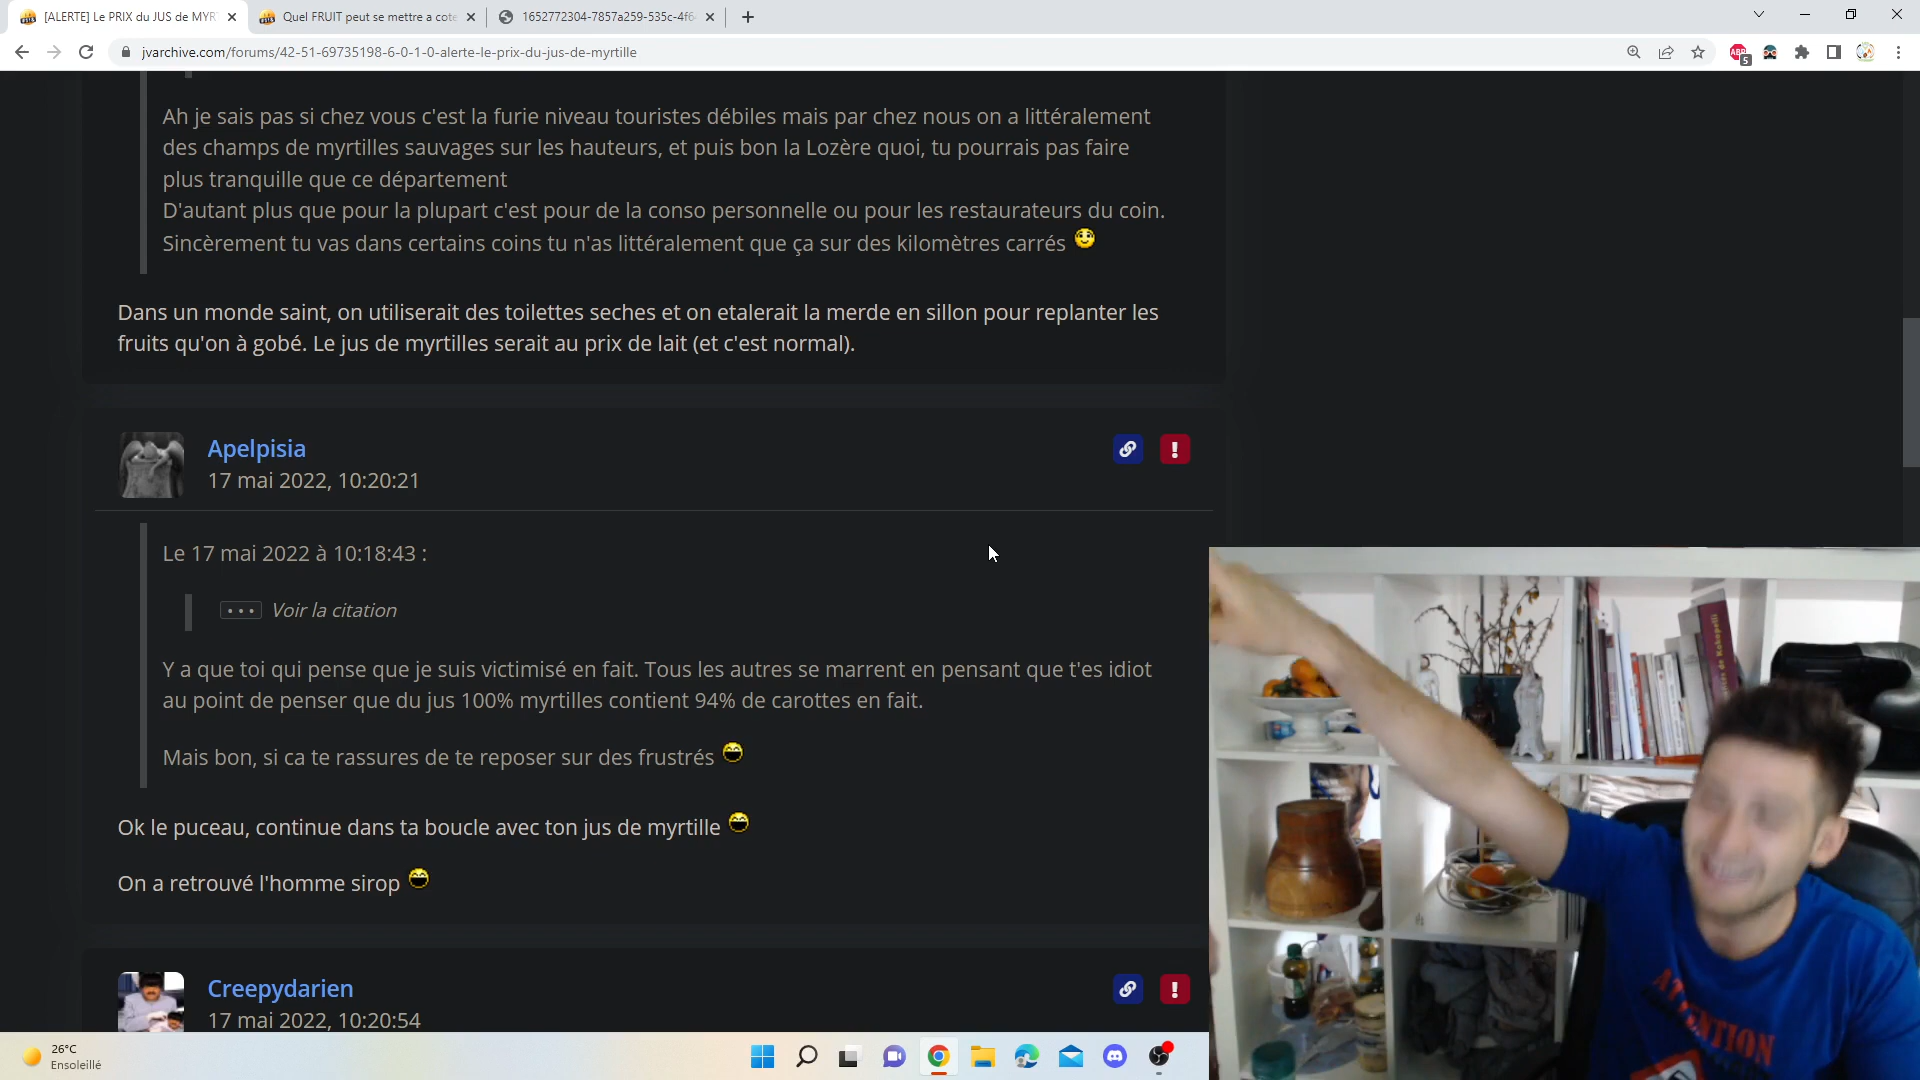 [ALERTE] Le PRIX du JUS de MYR
Quel FRUIT peut se mettre a cote
1652772304-7857a259-535c-4f6
jvarchive.com/forums/42-51-69735198-6-0-1-0-alerte-le-prix-du-jus-de-myrtille
ABP
5
Ah je sais pas si chez vous c'est la furie niveau touristes débiles mais par chez nous on a littéralement
des champs de myrtilles sauvages sur les hauteurs, et puis bon la Lozère quoi, tu pourrais pas faire
plus tranquille que ce département
D'autant plus que pour la plupart c'est pour de la conso personnelle ou pour les restaurateurs du coin.
Sincèrement tu vas dans certains coins tu n'as littéralement que ça sur des kilomètres carrés
Dans un monde saint, on utiliserait des toilettes seches et on etalerait la merde en sillon pour replanter les
fruits qu'on à gobé. Le jus de myrtilles serait au prix de lait (et c'est normal).
Apelpisia
17 mai 2022, 10:20:21
Le 17 mai 2022 à 10:18:43 :
Voir la citation
Y a que toi qui pense que je suis victimisé en fait. Tous les autres se marrent en pensant que t'es idiot
au point de penser que du jus 100% myrtilles contient 94% de carottes en fait.
Mais bon, si ca te rassures de te reposer sur des frustrés
Ok le puceau, continue dans ta boucle avec ton jus de myrtille
On a retrouvé l'homme sirop
Creepydarien
17 mai 2022, 10:20:54
26°C
Ensoleillé
de Kokopelli
ATTENTION